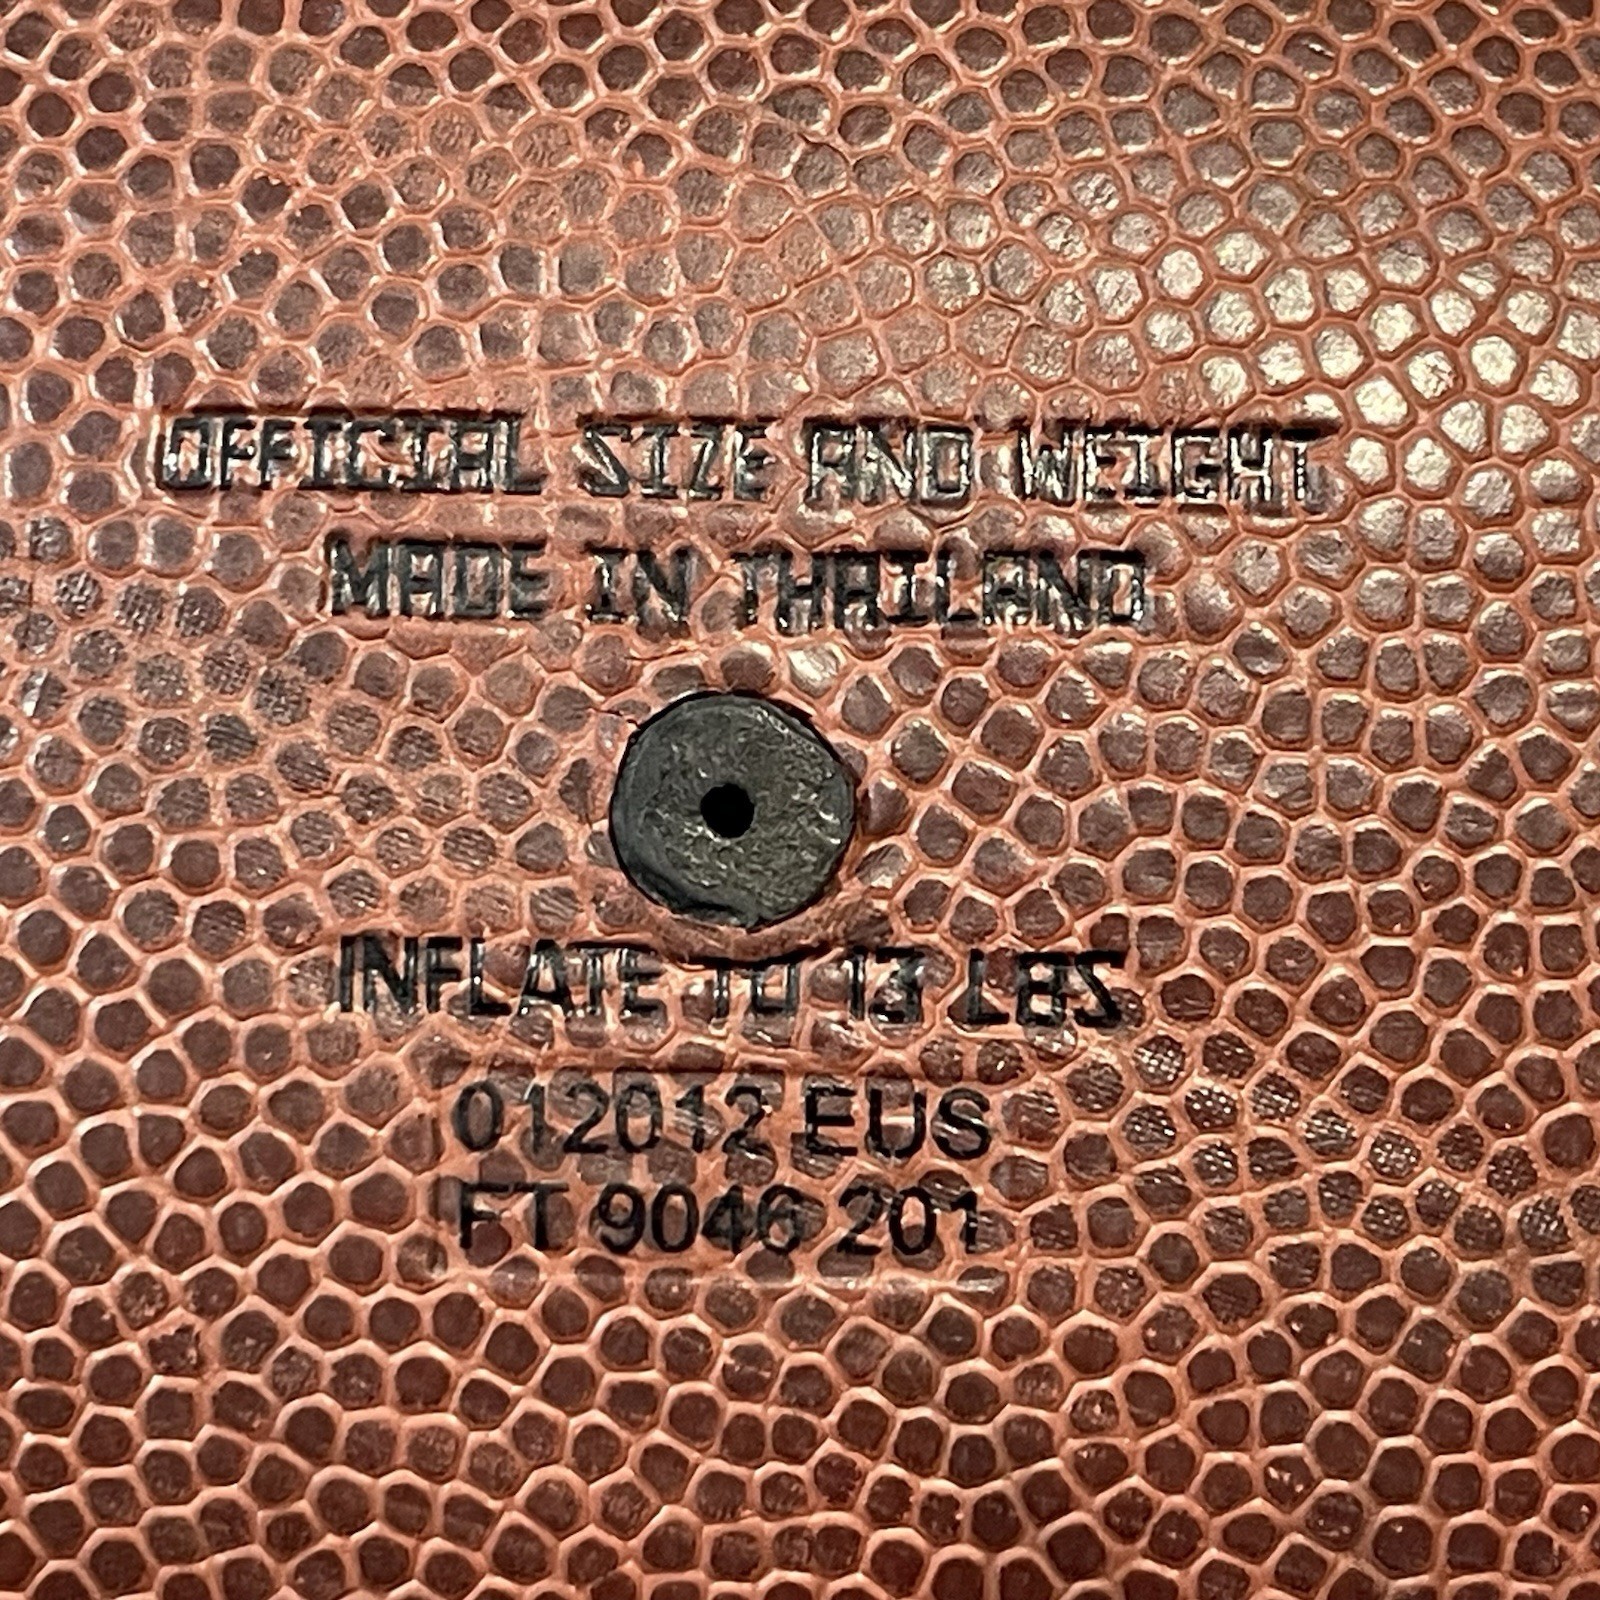 OFFICIAL SIZE AND WEIGHT
MADE IN THAILAND
INFLATE TO 13 LBS
012012 EUS
FT 9046 201